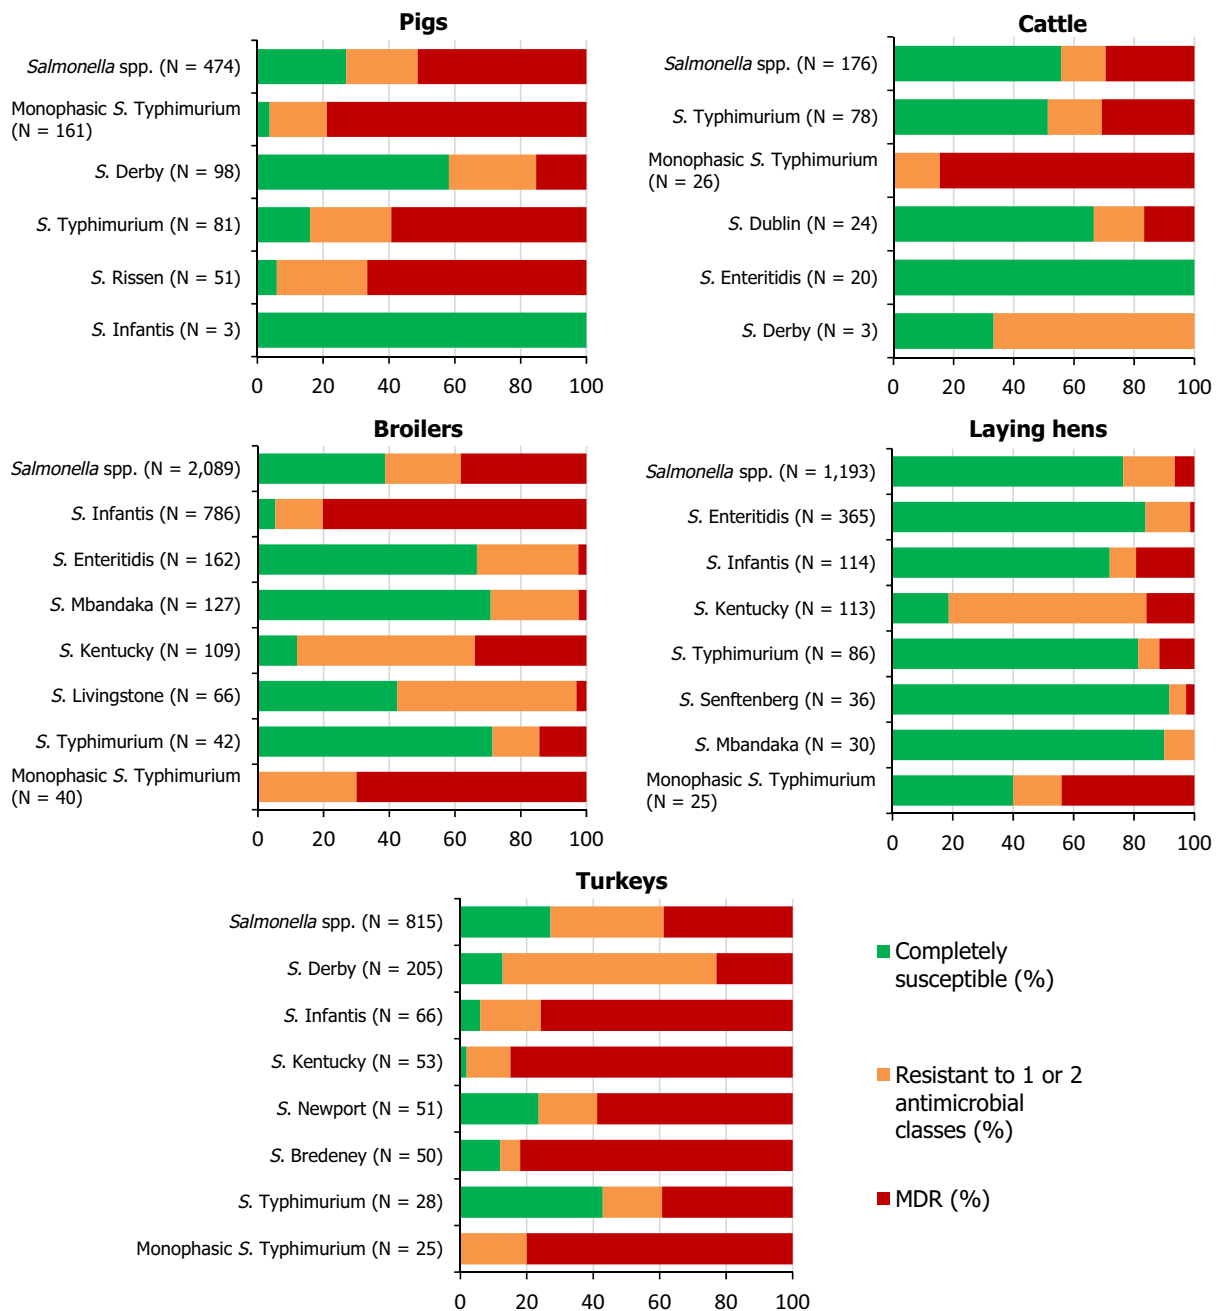 Pigs
Salmonella spp. (N = 474)
Monophasic S. Typhimurium
(N = 161)
S. Derby (N = 98)
S. Typhimurium (N = 81)
S. Rissen (N = 51)
S. Infantis (N = 3)
0 20 40 60 80 100
Cattle
Salmonella spp. (N = 176)
S. Typhimurium (N = 78)
Monophasic S. Typhimurium
(N = 26)
S. Dublin (N = 24)
S. Enteritidis (N = 20)
S. Derby (N = 3)
0 20 40 60 80 100
Broilers
Salmonella spp. (N = 2,089)
S. Infantis (N = 786)
S. Enteritidis (N = 162)
S. Mbandaka (N = 127)
S. Kentucky (N = 109)
S. Livingstone (N = 66)
S. Typhimurium (N = 42)
Monophasic S. Typhimurium
(N = 40)
0 20 40 60 80 100
Laying hens
Salmonella spp. (N = 1,193)
S. Enteritidis (N = 365)
S. Infantis (N = 114)
S. Kentucky (N = 113)
S. Typhimurium (N = 86)
S. Senftenberg (N = 36)
S. Mbandaka (N = 30)
Monophasic S. Typhimurium
(N = 25)
0 20 40 60 80 100
Turkeys
Salmonella spp. (N = 815)
S. Derby (N = 205)
S. Infantis (N = 66)
S. Kentucky (N = 53)
S. Newport (N = 51)
S. Bredeney (N = 50)
S. Typhimurium (N = 28)
Monophasic S. Typhimurium (N = 25)
0 20 40 60 80 100
Completely
susceptible (%)
Resistant to 1 or 2
antimicrobial
classes (%)
MDR (%)